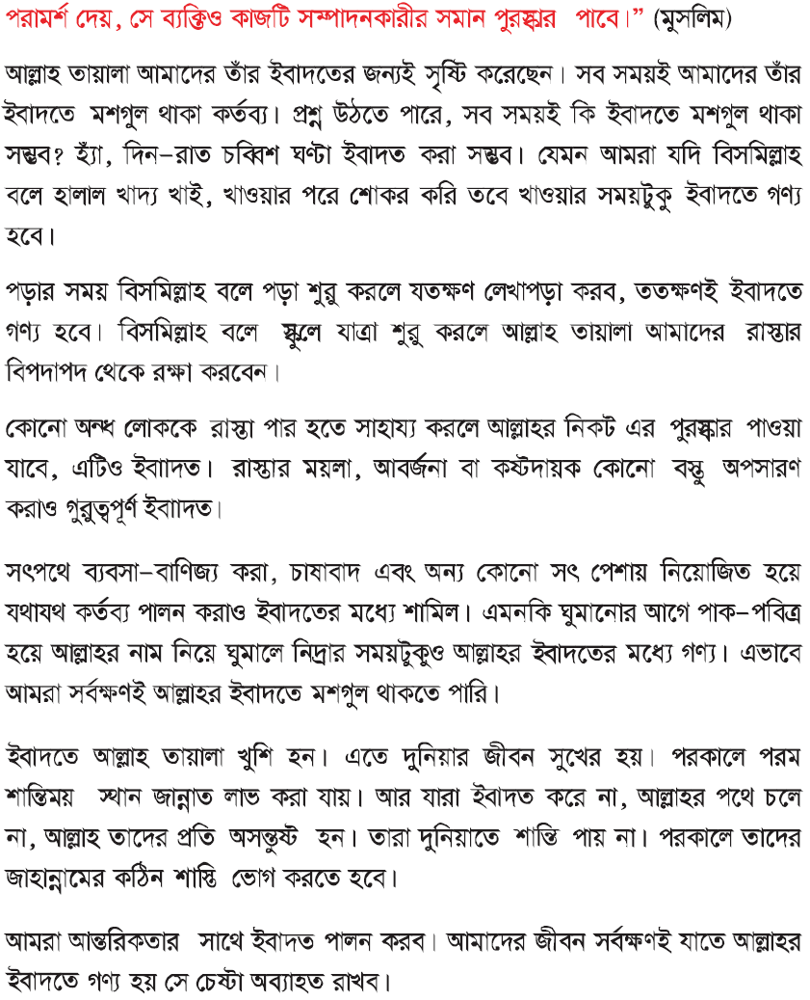 পরামর্শ দেয়, সে ব্যক্তিও কাজটি সম্পাদনকারীর সমান পুরস্কার পাবে।” (মুসলিম)
আল্লাহ তায়ালা আমাদের তাঁর ইবাদতের জন্যই সৃষ্টি করেছেন। সব সময়ই আমাদের তাঁর
ইবাদতে মশগুল থাকা কর্তব্য। প্রশ্ন উঠতে পারে, সব সময়ই কি ইবাদতে মশগুল থাকা
সম্ভব? হ্যাঁ, দিন-রাত চব্বিশ ঘণ্টা ইবাদত করা সম্ভব। যেমন আমরা যদি বিসমিল্লাহ
বলে হালাল খাদ্য খাই, খাওয়ার পরে শোকর করি তবে খাওয়ার সময়টুকু ইবাদতে গণ্য
হবে।
পড়ার সময় বিসমিল্লাহ বলে পড়া শুরু করলে যতক্ষণ লেখাপড়া করব, ততক্ষণই ইবাদতে
গণ্য হবে। বিসমিল্লাহ বলে স্কুলে যাত্রা শুরু করলে আল্লাহ তায়ালা আমাদের রাস্তার
বিপদাপদ থেকে রক্ষা করবেন।
কোনো অন্ধ লোককে রাস্তা পার হতে সাহায্য করলে আল্লাহর নিকট এর পুরস্কার পাওয়া
যাবে, এটিও ইবাাদত। রাস্তার ময়লা, আবর্জনা বা কষ্টদায়ক কোনো বস্তু অপসারণ
করাও গুরুত্বপূর্ণ ইবাাদত।
সৎপথে ব্যবসা-বাণিজ্য করা, চাষাবাদ এবং অন্য কোনো সৎ পেশায় নিয়োজিত হয়ে
যথাযথ কর্তব্য পালন করাও ইবাদতের মধ্যে শামিল। এমনকি ঘুমানোর আগে পাক-পবিত্র
হয়ে আল্লাহর নাম নিয়ে ঘুমালে নিদ্রার সময়টুকুও আল্লাহর ইবাদতের মধ্যে গণ্য। এভাবে
আমরা সর্বক্ষণই আল্লাহর ইবাদতে মশগুল থাকতে পারি।
ইবাদতে আল্লাহ তায়ালা খুশি হন। এতে দুনিয়ার জীবন সুখের হয়। পরকালে পরম
শান্তিময় স্থান জান্নাত লাভ করা যায়। আর যারা ইবাদত করে না, আল্লাহর পথে চলে
না, আল্লাহ তাদের প্রতি অসন্তুষ্ট হন। তারা দুনিয়াতে শান্তি পায় না। পরকালে তাদের
জাহান্নামের কঠিন শাস্তি ভোগ করতে হবে।
আমরা আন্তরিকতার সাথে ইবাদত পালন করব। আমাদের জীবন সর্বক্ষণই যাতে আল্লাহর
ইবাদতে গণ্য হয় সে চেষ্টা অব্যাহত রাখব।